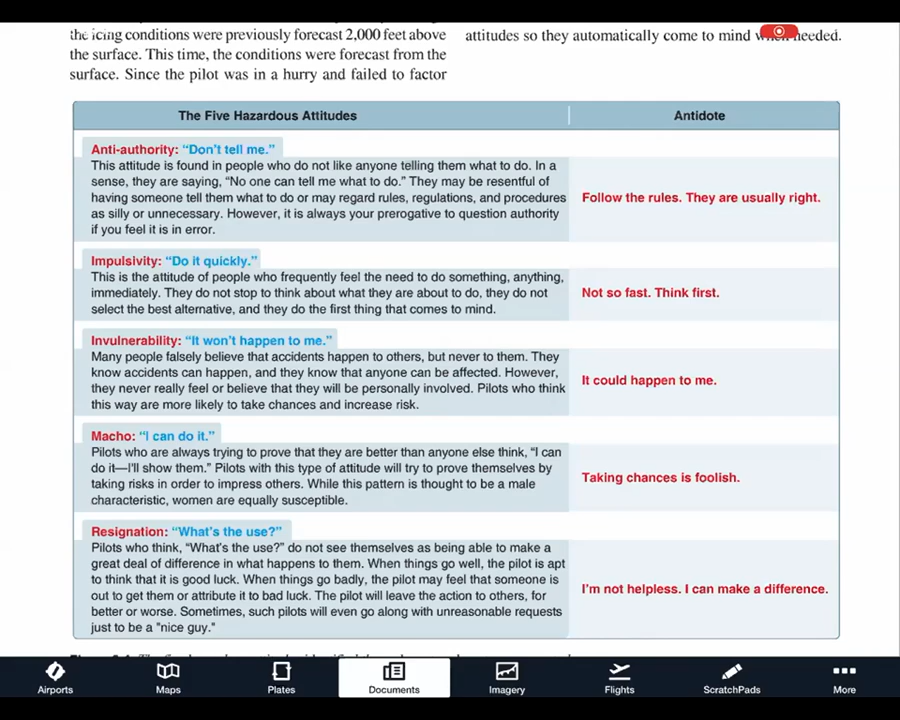 the icing conditions were previously forecast 2,000 feet above
the surface. This time, the conditions were forecast from the
surface. Since the pilot was in a hurry and failed to factor
attitudes so they automatically come to mind when needed.
The Five Hazardous Attitudes
Antidote
Anti-authority: “Don’t tell me.”
This attitude is found in people who do not like anyone telling them what to do. In a
sense, they are saying, “No one can tell me what to do.” They may be resentful of
having someone tell them what to do or may regard rules, regulations, and procedures
as silly or unnecessary. However, it is always your prerogative to question authority
if you feel it is in error.
Follow the rules. They are usually right.
Impulsivity: “Do it quickly.”
This is the attitude of people who frequently feel the need to do something, anything,
immediately. They do not stop to think about what they are about to do, they do not
select the best alternative, and they do the first thing that comes to mind.
Not so fast. Think first.
Invulnerability: “It won’t happen to me.”
Many people falsely believe that accidents happen to others, but never to them. They
know accidents can happen, and they know that anyone can be affected. However,
they never really feel or believe that they will be personally involved. Pilots who think
this way are more likely to take chances and increase risk.
It could happen to me.
Macho: “I can do it.”
Pilots who are always trying to prove that they are better than anyone else think, “I can
do it—I'll show them.” Pilots with this type of attitude will try to prove themselves by
taking risks in order to impress others. While this pattern is thought to be a male
characteristic, women are equally susceptible.
Taking chances is foolish.
Resignation: “What’s the use?”
Pilots who think, “What’s the use?” do not see themselves as being able to make a
great deal of difference in what happens to them. When things go well, the pilot is apt
to think that it is good luck. When things go badly, the pilot may feel that someone is
out to get them or attribute it to bad luck. The pilot will leave the action to others, for
better or worse. Sometimes, such pilots will even go along with unreasonable requests
just to be a "nice guy."
I’m not helpless. I can make a difference.
Airports
Maps
Plates
Documents
Imagery
Flights
ScratchPads
More